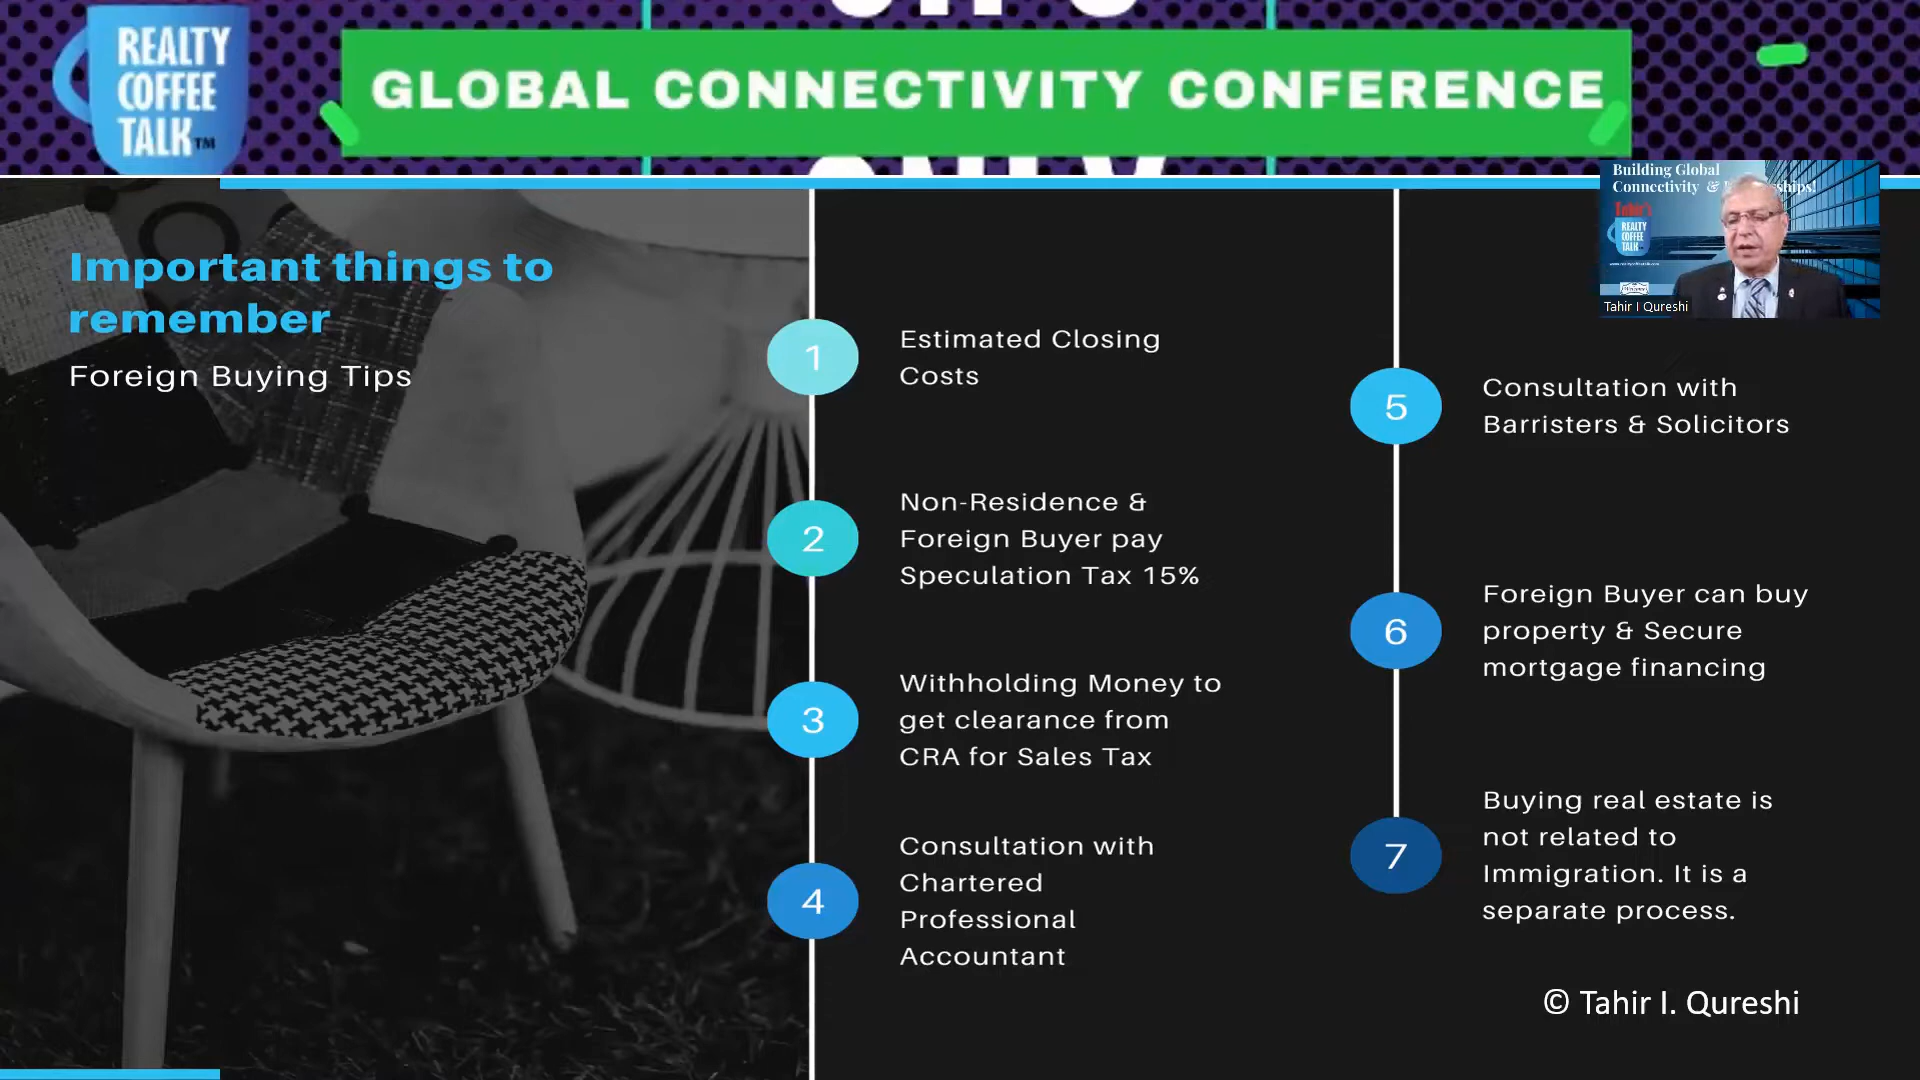 REALTY
COFFEE
TALK™
GLOBAL CONNECTIVITY CONFERENCE
ONLY
Building Global
Connectivity &
REALTY
COFFEE
TALK
Tahir I Qureshi
Important things to
remember
Foreign Buying Tips
1
Estimated Closing
Costs
2
Non-Residence &
Foreign Buyer pay
Speculation Tax 15%
3
Withholding Money to
get clearance from
CRA for Sales Tax
4
Consultation with
Chartered
Professional
Accountant
5
Consultation with
Barristers & Solicitors
6
Foreign Buyer can buy
property & Secure
mortgage financing
7
Buying real estate is
not related to
Immigration. It is a
separate process.
© Tahir I. Qureshi